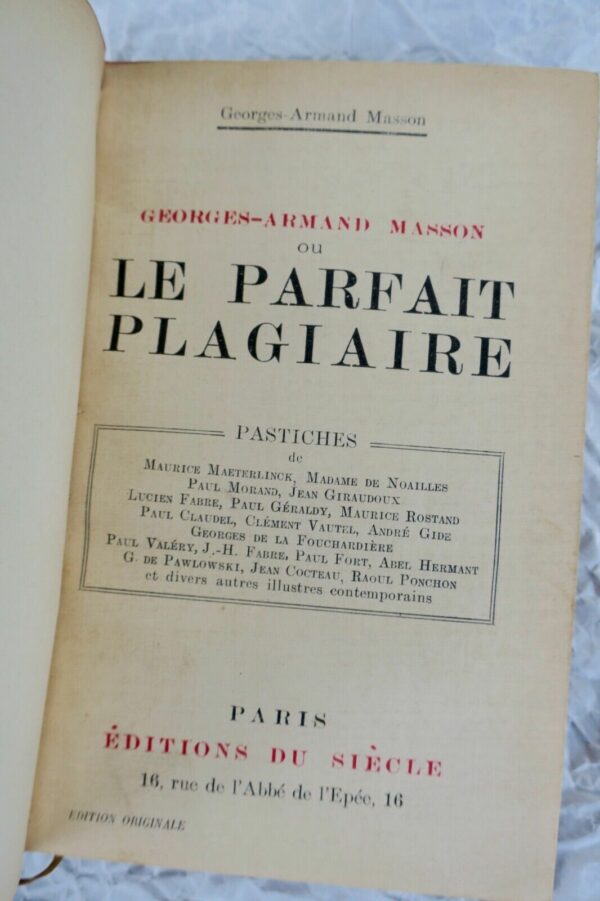 Georges-Armand Masson
GEORGES-ARMAND MASSON
OU
LE PARFAIT
PLAGIAIRE
PASTICHES
de
MAURICE MAETERLINCK, MADAME DE NOAILLES
PAUL MORAND, JEAN GIRAUDOUX
LUCIEN FABRE, PAUL GÉRALDY, MAURICE ROSTAND
PAUL CLAUDEL, CLÉMENT VAUTEL, ANDRÉ GIDE
GEORGES DE LA FOUCHARDIÈRE
PAUL VALÉRY, J.-H. FABRE, PAUL FORT, ABEL HERMANT
G. DE PAWLOWSKI, JEAN COCTEAU, RAOUL PONCHON
et divers autres illustres contemporains
PARIS
ÉDITIONS DU SIÈCLE
16, rue de l'Abbé de l'Epée, 16
EDITION ORIGINALE